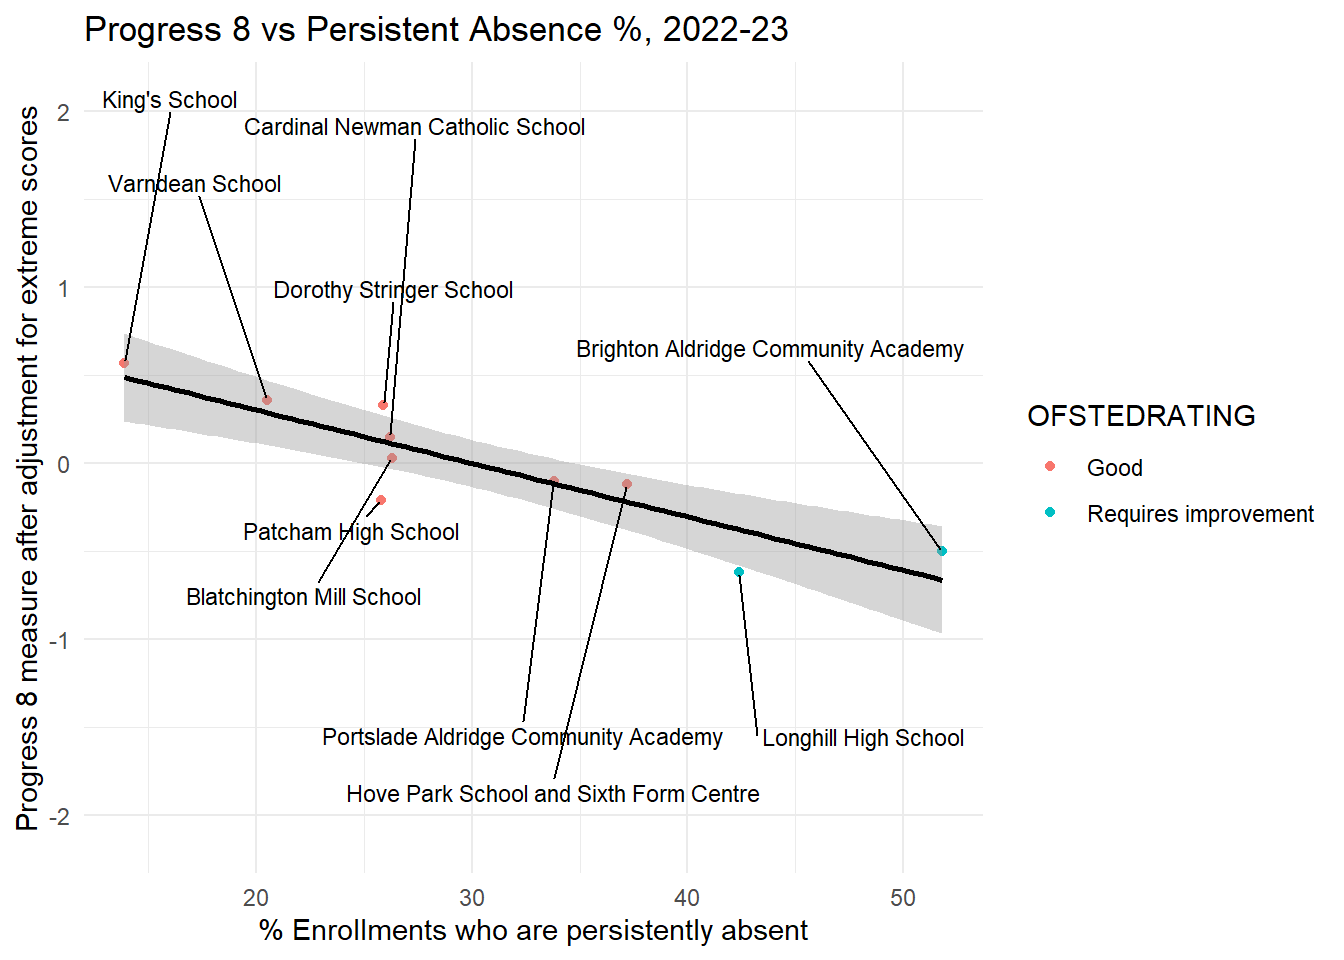 Progress 8 vs Persistent Absence %, 2022-23
Progress 8 measure after adjustment for extreme scores
2
1
0
-1
-2
King's School
Cardinal Newman Catholic School
Varndean School
Dorothy Stringer School
Brighton Aldridge Community Academy
Patcham High School
Blatchington Mill School
Portslade Aldridge Community Academy
Longhill High School
Hove Park School and Sixth Form Centre
20
30
40
50
% Enrollments who are persistently absent
OFSTEDRATING
Good
Requires improvement